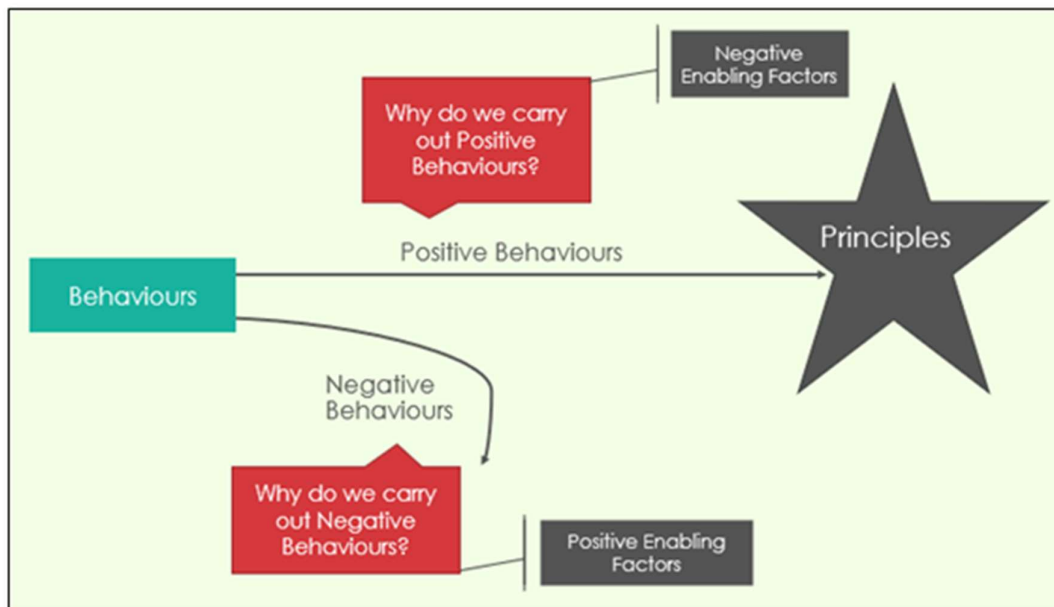 Negative
Enabling Factors
Why do we carry
out Positive
Behaviours?
Principles
Positive Behaviours
Behaviours
Negative
Behaviours
Why do we carry
out Negative
Behaviours?
Positive Enabling
Factors